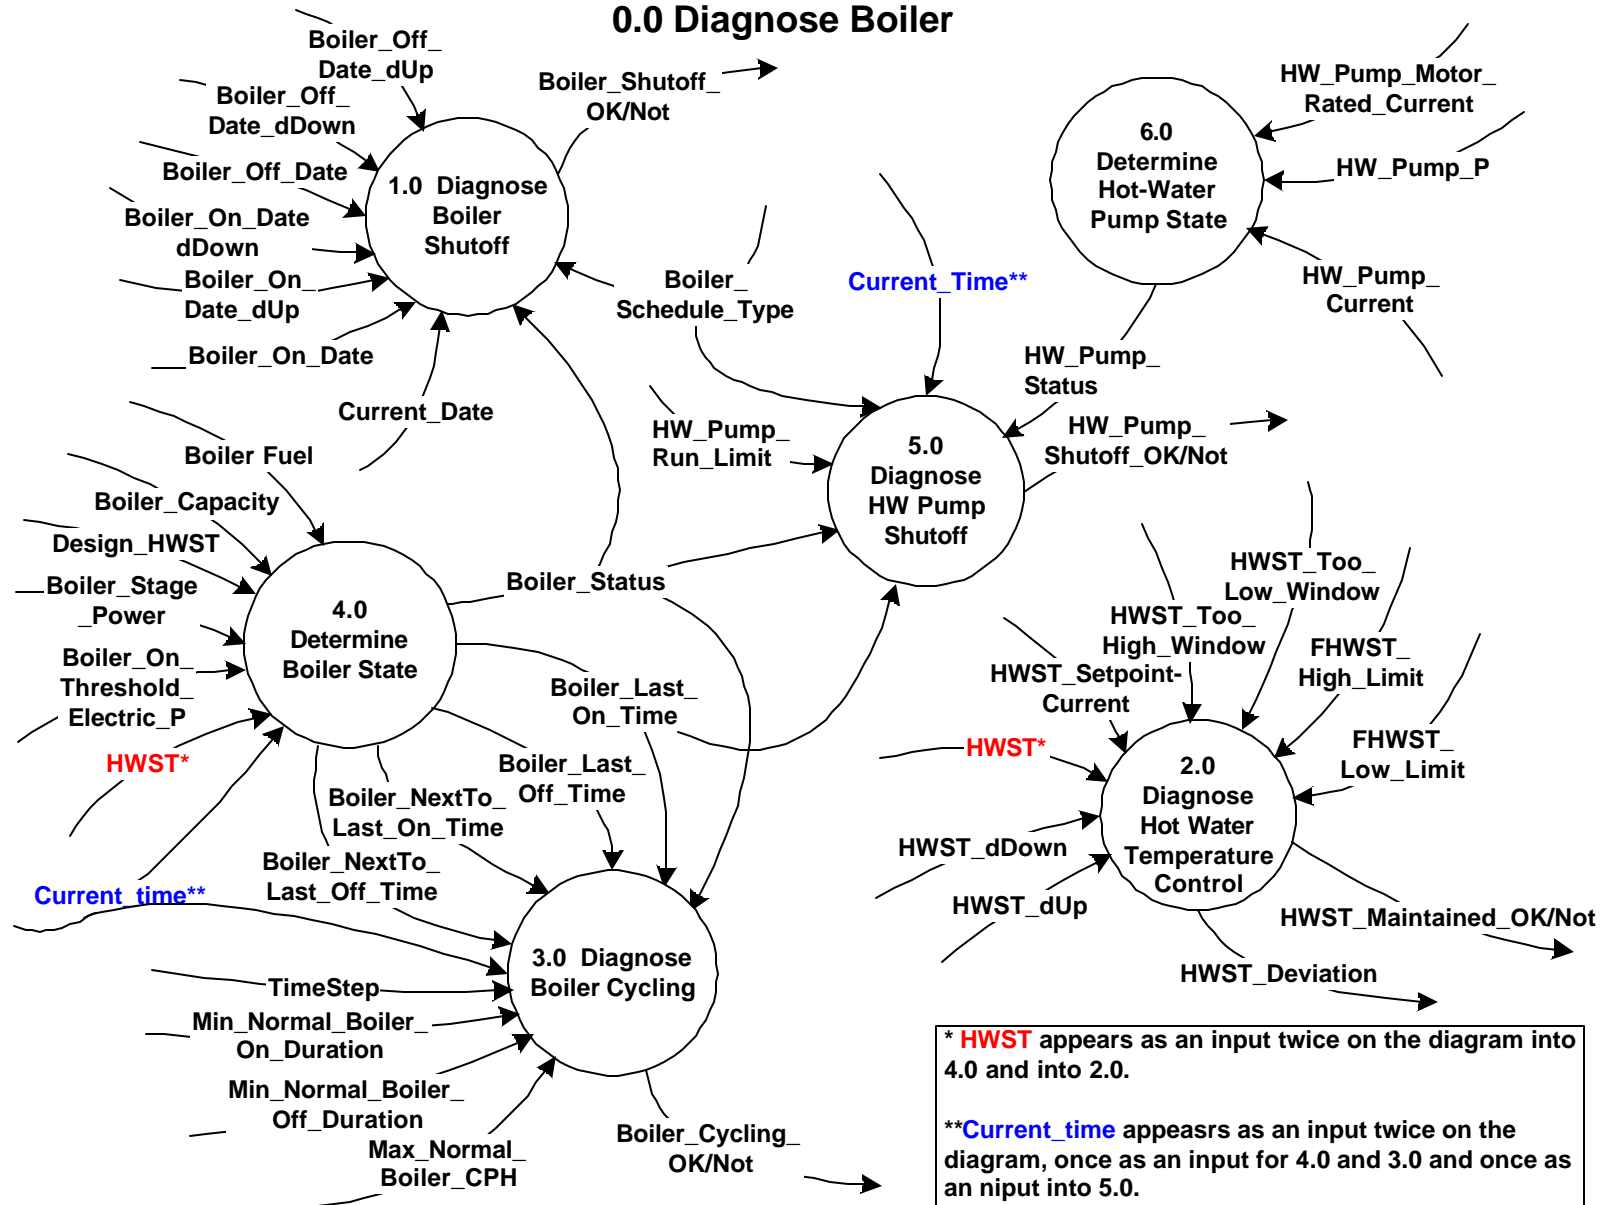 0.0 Diagnose Boiler
Boiler_Off_
Date_dUp
Boiler_Off_
Date_dDown
Boiler_Off_Date
Boiler_On_Date
dDown
Boiler_On_
Date_dUp
Boiler_On_Date
Current_Date
1.0 Diagnose
Boiler
Shutoff
Boiler_Shutoff_
OK/Not
Boiler_
Schedule_Type
Current_Time**
HW_Pump_Motor_
Rated_Current
HW_Pump_P
HW_Pump_
Current
6.0
Determine
Hot-Water
Pump State
HW_Pump_
Status
HW_Pump_
Run_Limit
5.0
Diagnose
HW Pump
Shutoff
HW_Pump_
Shutoff_OK/Not
Boiler Fuel
Boiler_Capacity
Design_HWST
Boiler_Stage
_Power
Boiler_On_
Threshold_
Electric_P
HWST*
Current_time**
4.0
Determine
Boiler State
Boiler_Status
Boiler_Last_
On_Time
Boiler_Last_
Off_Time
Boiler_NextTo_
Last_On_Time
Boiler_NextTo_
Last_Off_Time
TimeStep
Min_Normal_Boiler_
On_Duration
Min_Normal_Boiler_
Off_Duration
Max_Normal_
Boiler_CPH
3.0 Diagnose
Boiler Cycling
Boiler_Cycling_
OK/Not
HWST_Too_
Low_Window
HWST_Too_
High_Window
HWST_Setpoint-
Current
FHWST_
High_Limit
FHWST_
Low_Limit
HWST*
HWST_dDown
HWST_dUp
2.0
Diagnose
Hot Water
Temperature
Control
HWST_Maintained_OK/Not
HWST_Deviation
* HWST appears as an input twice on the diagram into
4.0 and into 2.0.
**Current_time appeasrs as an input twice on the
diagram, once as an input for 4.0 and 3.0 and once as
an niput into 5.0.